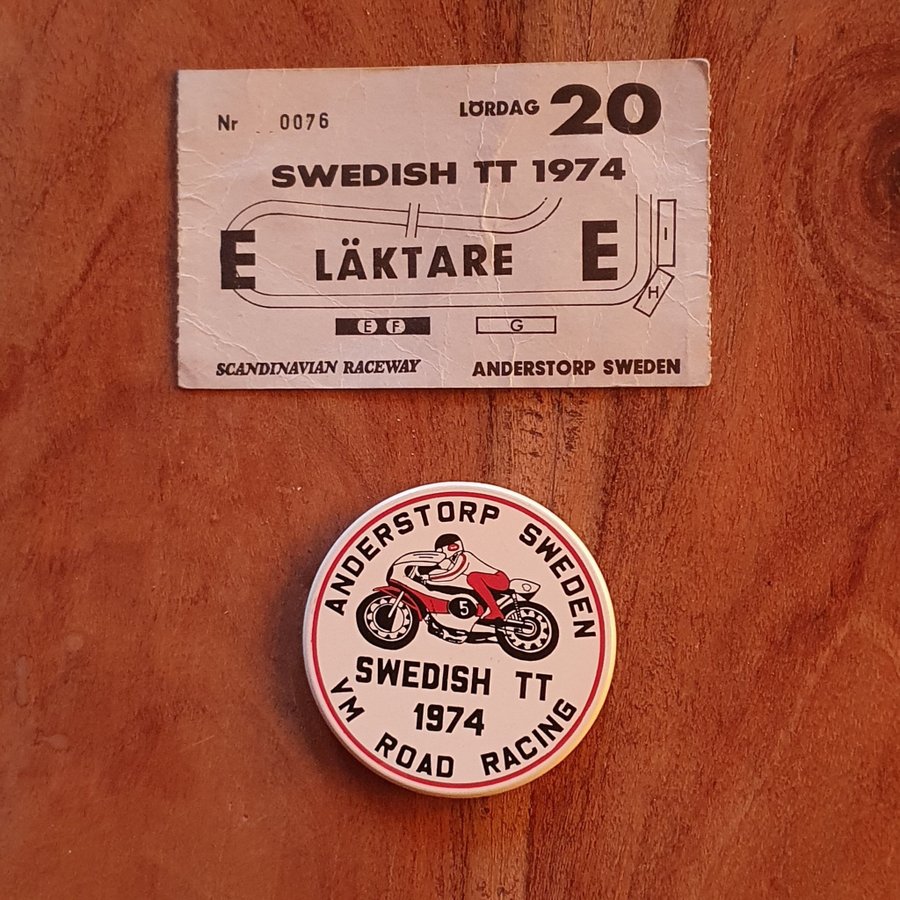 Nr 0076 LÖRDAG 20
SWEDISH TT 1974
E LÄKTARE E
I
H
E F G
SCANDINAVIAN RACEWAY ANDERSTORP SWEDEN
ANDERSTORP SWEDEN
5
SWEDISH TT
1974
VM ROAD RACING